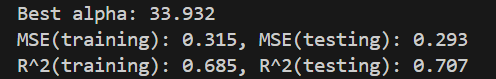 Best alpha: 33.932
MSE(training): 0.315, MSE(testing): 0.293
R^2(training): 0.685, R^2(testing): 0.707